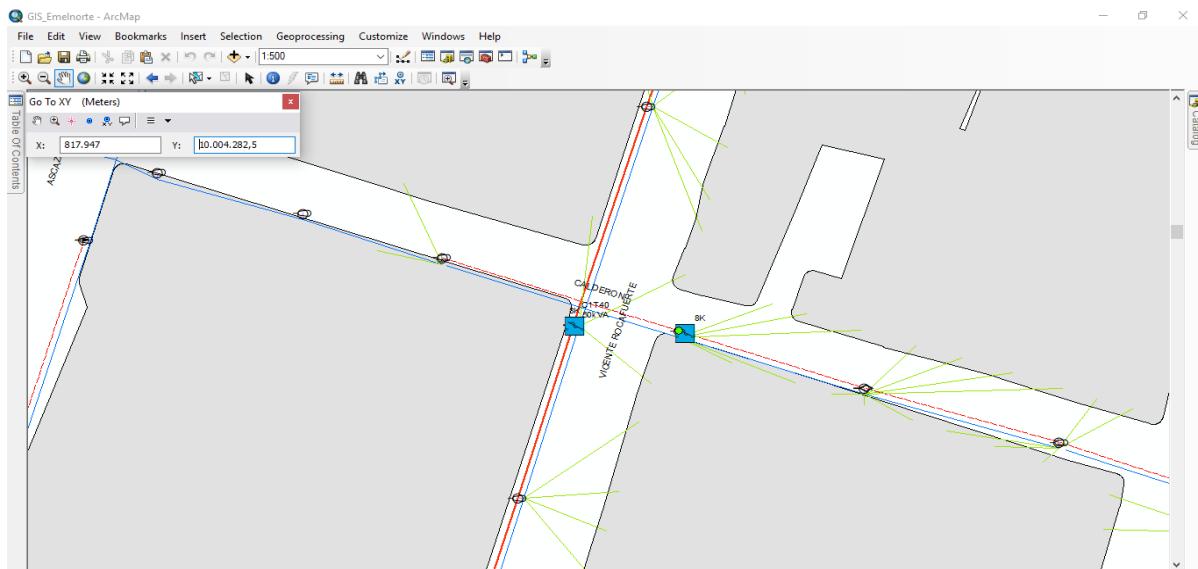 GIS_Emelnorte - ArcMap
File Edit View Bookmarks Insert Selection Geoprocessing Customize Windows Help
1:500
Go To XY (Meters)
X: 817.947 Y: 10.004.282,5
Table Of Contents
Catalog
CALDERON
O1T40
VICENTE ROCAFUERTE
8K